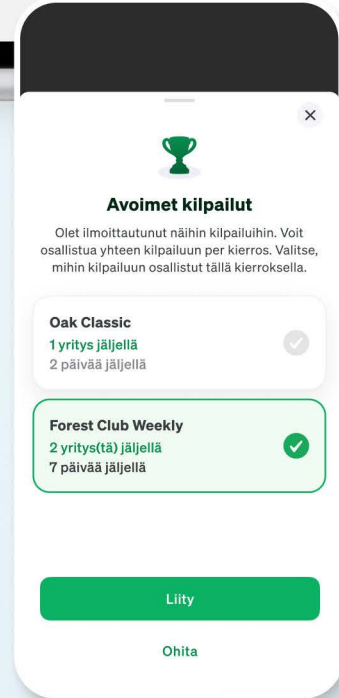 Avoimet kilpailut
Olet ilmoittautunut näihin kilpailuihin. Voit
osallistua yhteen kilpailuun per kierros. Valitse,
mihin kilpailuun osallistut tällä kierroksella.
Oak Classic
1 yritys jäljellä
2 päivää jäljellä
Forest Club Weekly
2 yritys(tä) jäljellä
7 päivää jäljellä
Liity
Ohita